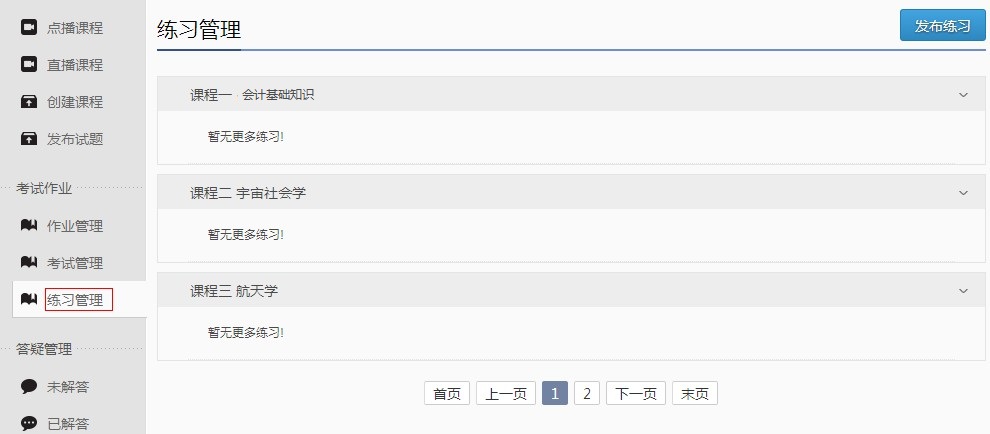 点播课程
直播课程
创建课程
发布试题
考试作业
作业管理
考试管理
练习管理
答疑管理
未解答
已解答
练习管理
发布练习
课程一 会计基础知识
暂无更多练习!
课程二 宇宙社会学
暂无更多练习!
课程三 航天学
暂无更多练习!
首页 上一页 1 2 下一页 末页